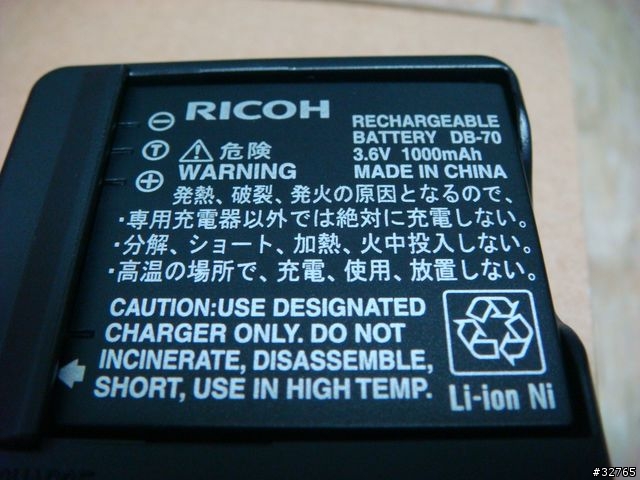 RICOH
RECHARGEABLE
BATTERY DB-70
3.6V 1000mAh
MADE IN CHINA
T
危険
WARNING
発熱、破裂、発火の原因となるので、
・専用充電器以外では絶対に充電しない。
・分解、ショート、加熱、火中投入しない。
・高温の場所で、充電、使用、放置しない。
CAUTION:USE DESIGNATED
CHARGER ONLY. DO NOT
INCINERATE, DISASSEMBLE,
SHORT, USE IN HIGH TEMP.
Li-ion Ni
#32765